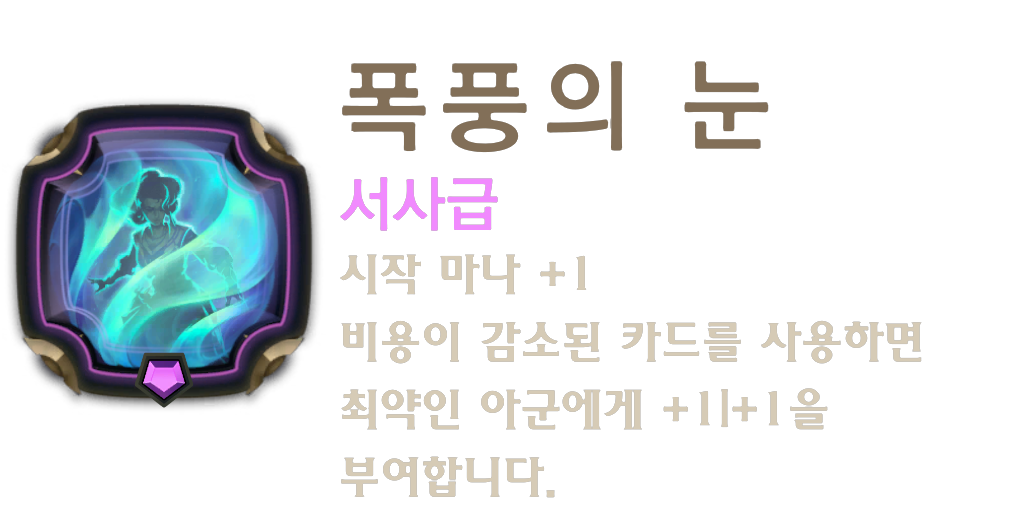 폭풍의 눈
서사급
시작 마나 +1
비용이 감소된 카드를 사용하면
최약인 아군에게 +1|+1을
부여합니다.